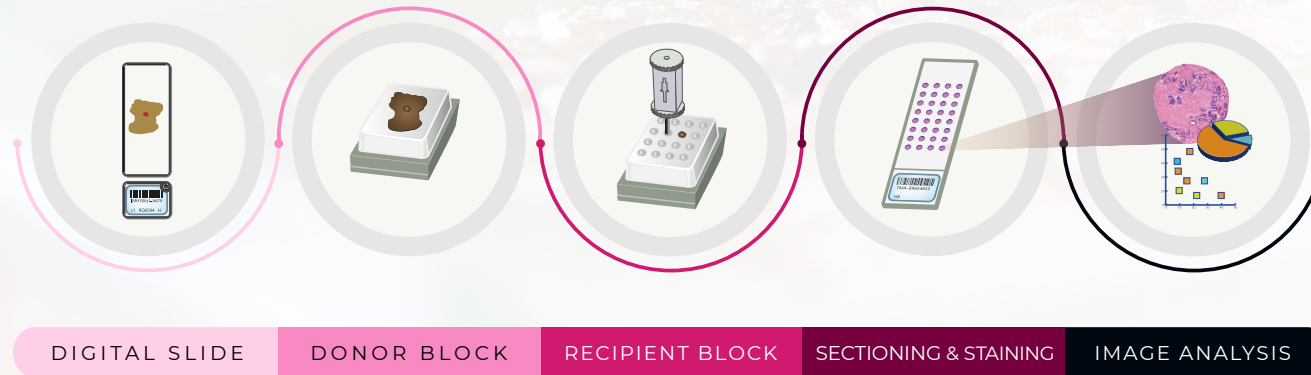 DIGITAL SLIDE
DONOR BLOCK
RECIPIENT BLOCK
SECTIONING & STAINING
IMAGE ANALYSIS